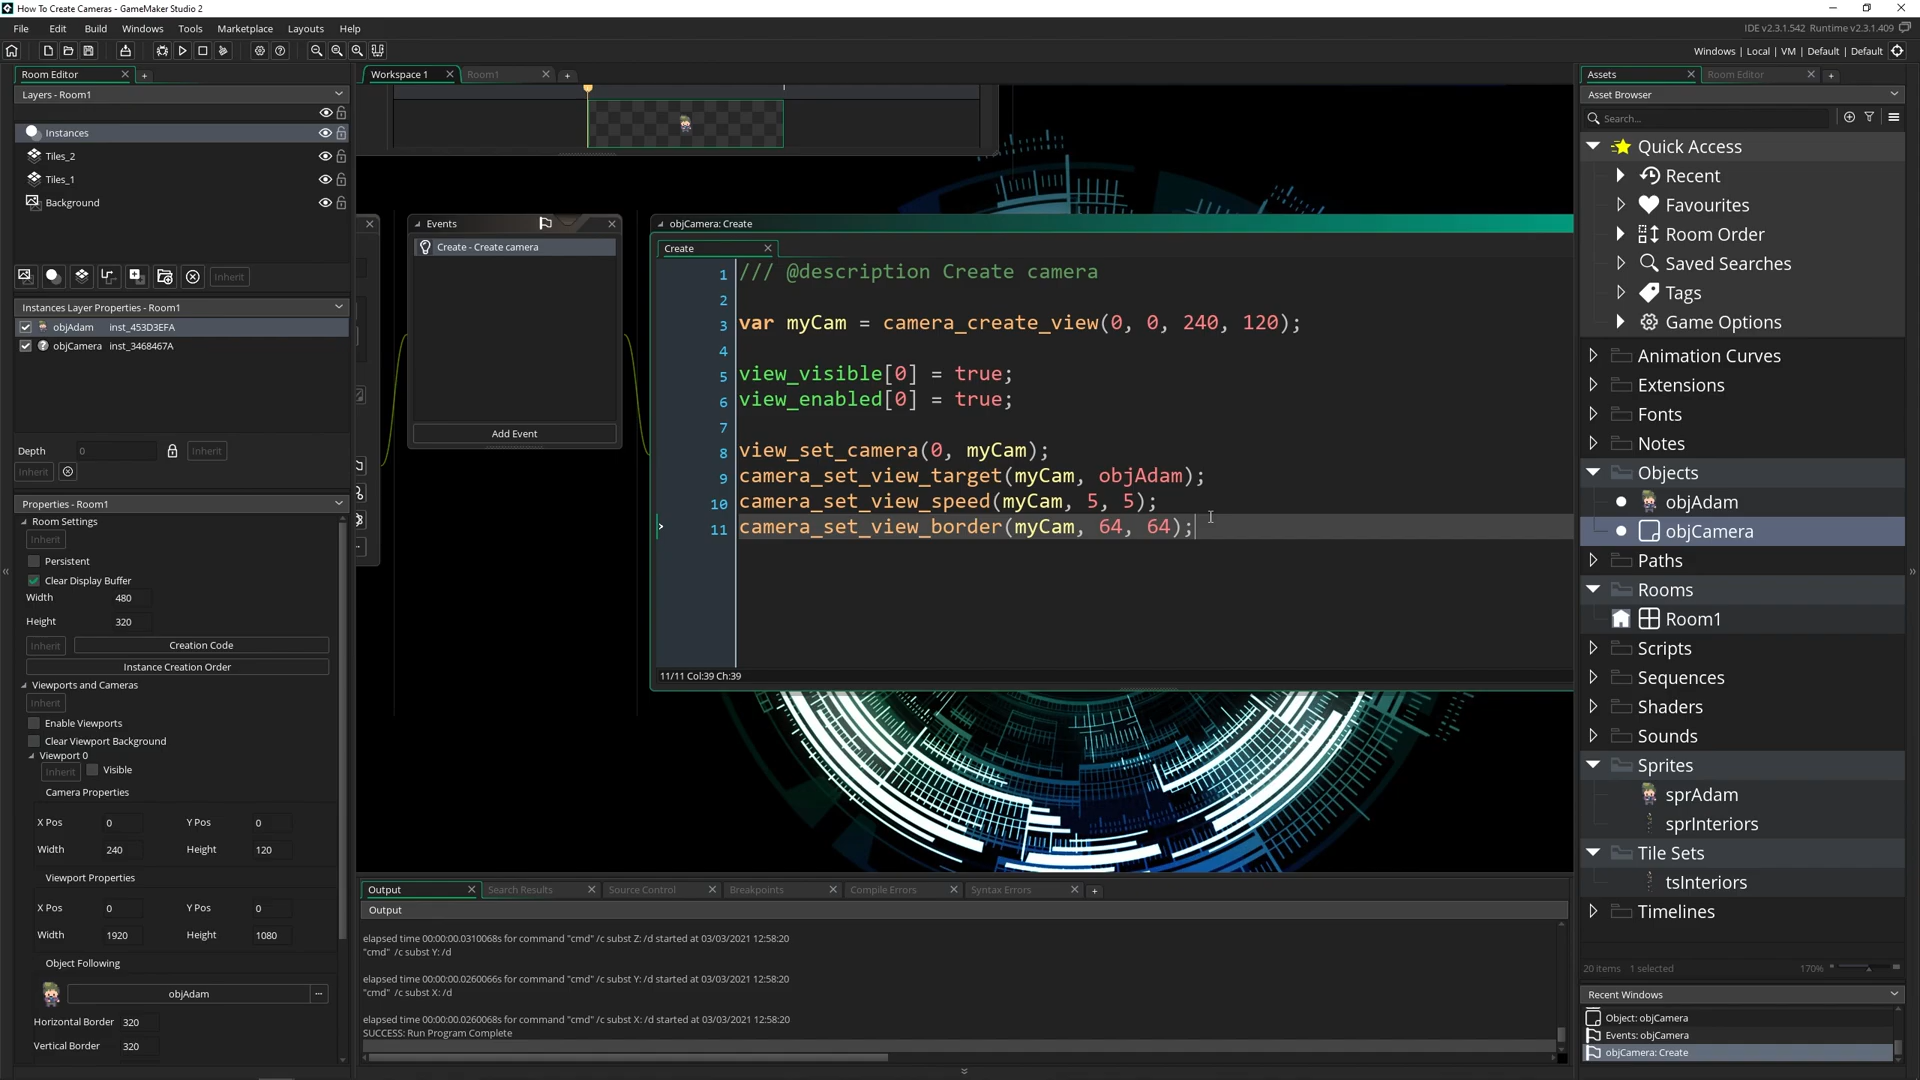 How To Create Cameras - GameMaker Studio 2
File Edit Build Windows Tools Marketplace Layouts Help
IDE v2.3.1.542 Runtime v2.3.1.409
Windows | Local | VM | Default | Default
Room Editor
Layers - Room1
Instances
Tiles_2
Tiles_1
Background
Inherit
Instances Layer Properties - Room1
objAdam inst_453D3EFA
objCamera inst_3468467A
Depth 0 Inherit
Inherit
Properties - Room1
Room Settings
Inherit
Persistent
Clear Display Buffer
Width 480
Height 320
Inherit Creation Code
Instance Creation Order
Viewports and Cameras
Inherit
Enable Viewports
Clear Viewport Background
Viewport 0
Inherit Visible
Camera Properties
X Pos 0 Y Pos 0
Width 240 Height 120
Viewport Properties
X Pos 0 Y Pos 0
Width 1920 Height 1080
Object Following
objAdam ...
Horizontal Border 320
Vertical Border 320
Workspace 1 Room1
Events
Create - Create camera
Add Event
objCamera: Create
Create
1 /// @description Create camera
2
3 var myCam = camera_create_view(0, 0, 240, 120);
4
5 view_visible[0] = true;
6 view_enabled[0] = true;
7
8 view_set_camera(0, myCam);
9 camera_set_view_target(myCam, objAdam);
10 camera_set_view_speed(myCam, 5, 5);
11 camera_set_view_border(myCam, 64, 64);
11/11 Col:39 Ch:39
Output Search Results Source Control Breakpoints Compile Errors Syntax Errors
Output
elapsed time 00:00:00.0310068s for command "cmd" /c subst Z: /d started at 03/03/2021 12:58:20
"cmd" /c subst Y: /d
elapsed time 00:00:00.0260066s for command "cmd" /c subst Y: /d started at 03/03/2021 12:58:20
"cmd" /c subst X: /d
elapsed time 00:00:00.0260068s for command "cmd" /c subst X: /d started at 03/03/2021 12:58:20
SUCCESS: Run Program Complete
Assets Room Editor
Asset Browser
Search...
Quick Access
Recent
Favourites
Room Order
Saved Searches
Tags
Game Options
Animation Curves
Extensions
Fonts
Notes
Objects
objAdam
objCamera
Paths
Rooms
Room1
Scripts
Sequences
Shaders
Sounds
Sprites
sprAdam
sprInteriors
Tile Sets
tsInteriors
Timelines
20 items 1 selected 170%
Recent Windows
Object: objCamera
Events: objCamera
objCamera: Create